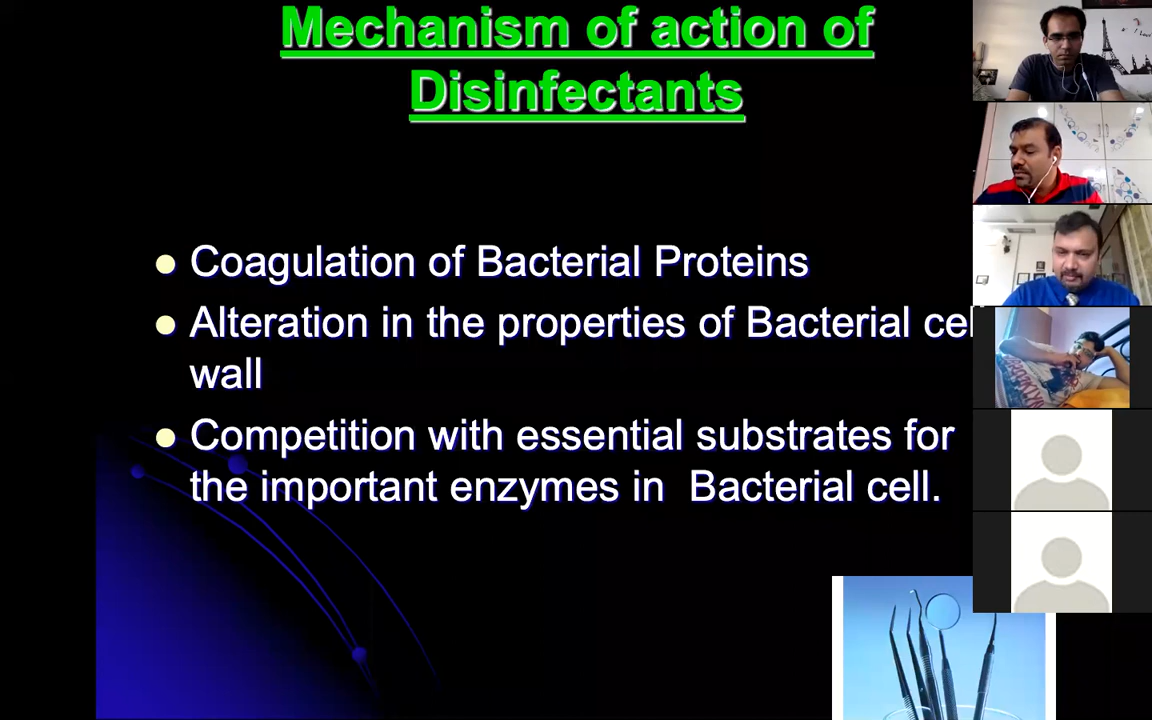 Mechanism of action of
Disinfectants
Coagulation of Bacterial Proteins
Alteration in the properties of Bacterial cel
wall
Competition with essential substrates for
the important enzymes in Bacterial cell.